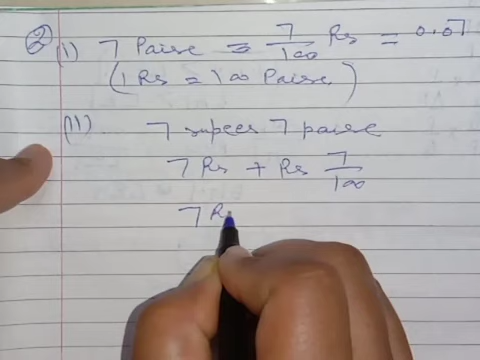 ② (i) 7 Paise = 7/100 Rs = 0.07
(1 Rs = 100 Paise)
(ii) 7 rupees 7 paise
7 Rs + Rs 7/100
7 Rs